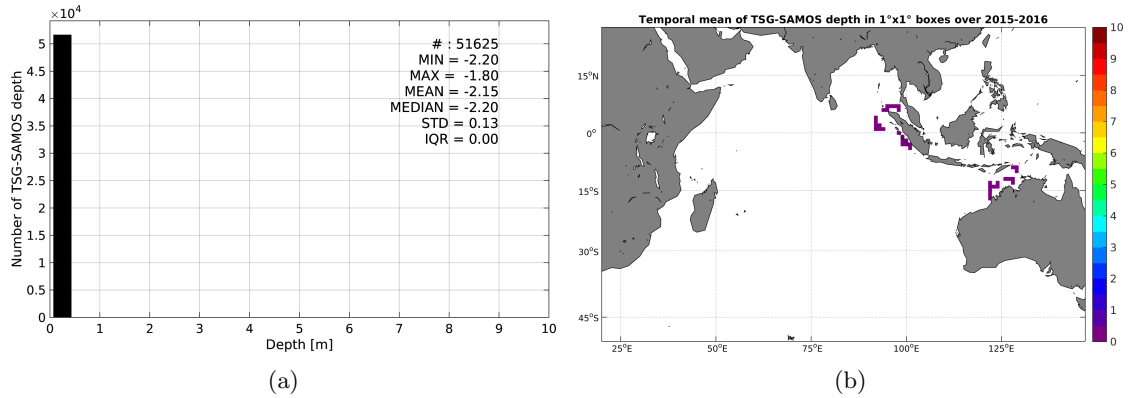 ×10⁴
5
4.5
4
3.5
3
2.5
2
1.5
1
0.5
0
0 1 2 3 4 5 6 7 8 9 10
Number of TSG-SAMOS depth
Depth [m]
# : 51625
MIN = -2.20
MAX = -1.80
MEAN = -2.15
MEDIAN = -2.20
STD = 0.13
IQR = 0.00
(a)
Temporal mean of TSG-SAMOS depth in 1°x1° boxes over 2015-2016
15°N
0°
15°S
30°S
45°S
25°E 50°E 75°E 100°E 125°E
10
9
8
7
6
5
4
3
2
1
0
(b)